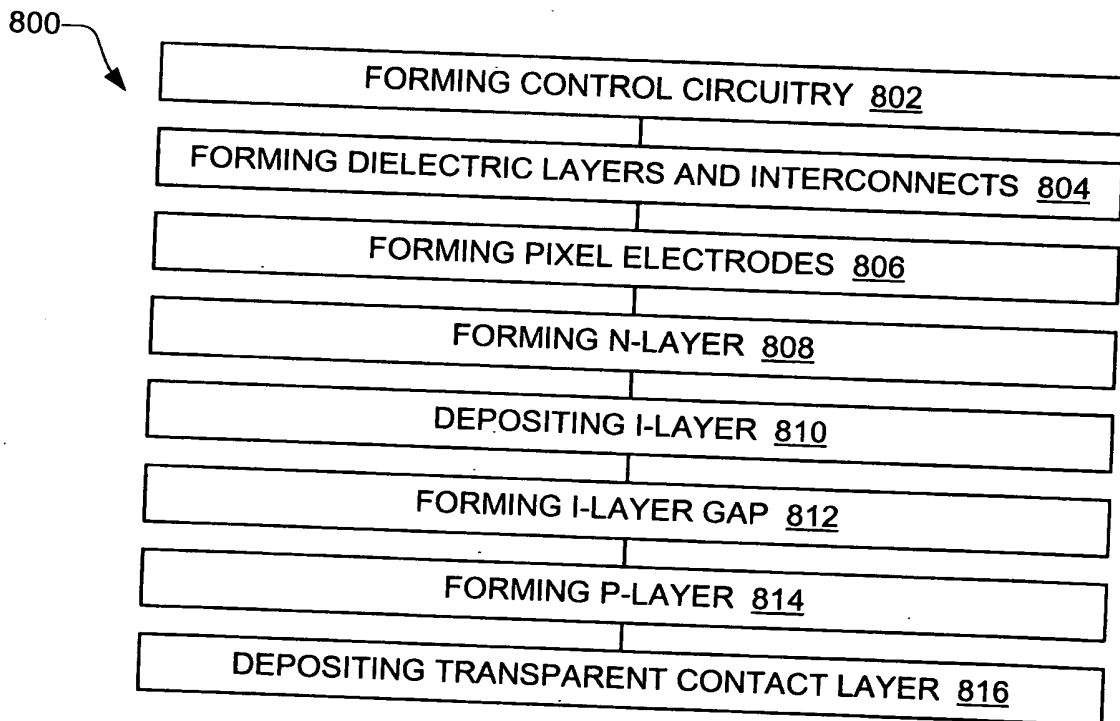 800
FORMING CONTROL CIRCUITRY 802
FORMING DIELECTRIC LAYERS AND INTERCONNECTS 804
FORMING PIXEL ELECTRODES 806
FORMING N-LAYER 808
DEPOSITING I-LAYER 810
FORMING I-LAYER GAP 812
FORMING P-LAYER 814
DEPOSITING TRANSPARENT CONTACT LAYER 816